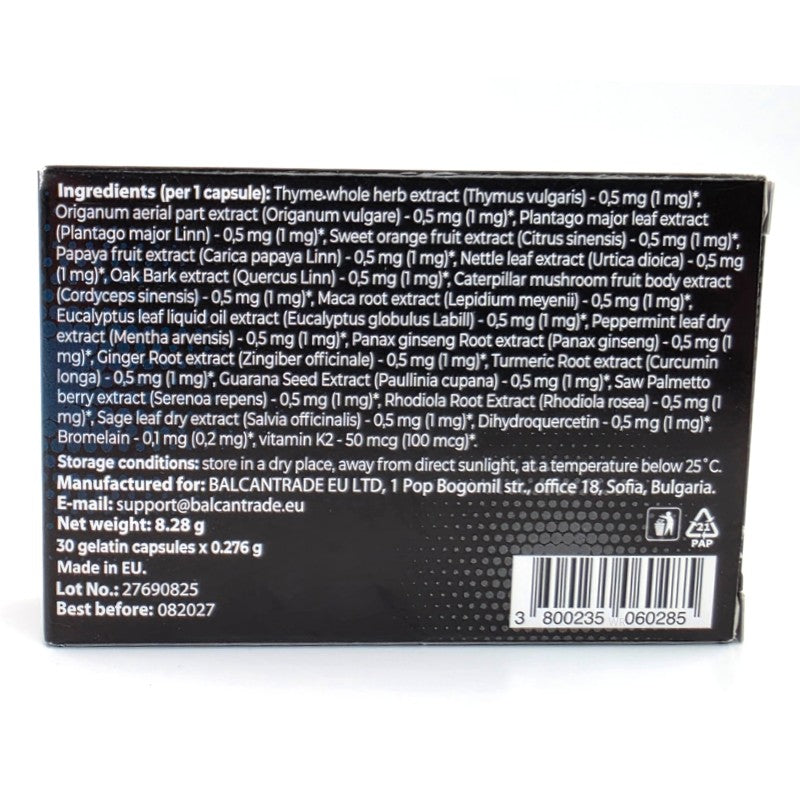 Ingredients (per 1 capsule): Thyme whole herb extract (Thymus vulgaris) - 0,5 mg (1 mg)*,
Origanum aerial part extract (Origanum vulgare) - 0,5 mg (1 mg)*, Plantago major leaf extract
(Plantago major Linn) - 0,5 mg (1 mg)*, Sweet orange fruit extract (Citrus sinensis) - 0,5 mg (1 mg)*,
Papaya fruit extract (Carica papaya Linn) - 0,5 mg (1 mg)*, Nettle leaf extract (Urtica dioica) - 0,5 mg
(1 mg)*, Oak Bark extract (Quercus Linn) - 0,5 mg (1 mg)*, Caterpillar mushroom fruit body extract
(Cordyceps sinensis) - 0,5 mg (1 mg)*, Maca root extract (Lepidium meyenii) - 0,5 mg (1 mg)*,
Eucalyptus leaf liquid oil extract (Eucalyptus globulus Labill) - 0,5 mg (1 mg)*, Peppermint leaf dry
extract (Mentha arvensis) - 0,5 mg (1 mg)*, Panax ginseng Root extract (Panax ginseng) - 0,5 mg (1
mg)*, Ginger Root extract (Zingiber officinale) - 0,5 mg (1 mg)*, Turmeric Root extract (Curcumin
longa) - 0,5 mg (1 mg)*, Guarana Seed Extract (Paullinia cupana) - 0,5 mg (1 mg)*, Saw Palmetto
berry extract (Serenoa repens) - 0,5 mg (1 mg)*, Rhodiola Root Extract (Rhodiola rosea) - 0,5 mg (1
mg)*, Sage leaf dry extract (Salvia officinalis) - 0,5 mg (1 mg)*, Dihydroquercetin - 0,5 mg (1 mg)*,
Bromelain - 0,1 mg (0,2 mg)*, vitamin K2 - 50 mcg (100 mcg)*.
Storage conditions: store in a dry place, away from direct sunlight, at a temperature below 25˚C.
Manufactured for: BALCANTRADE EU LTD, 1 Pop Bogomil str., office 18, Sofia, Bulgaria.
E-mail: support@balcantrade.eu
Net weight: 8.28 g
30 gelatin capsules x 0.276 g
Made in EU.
Lot No.: 27690825
Best before: 082027
21
PAP
3 800235 060285